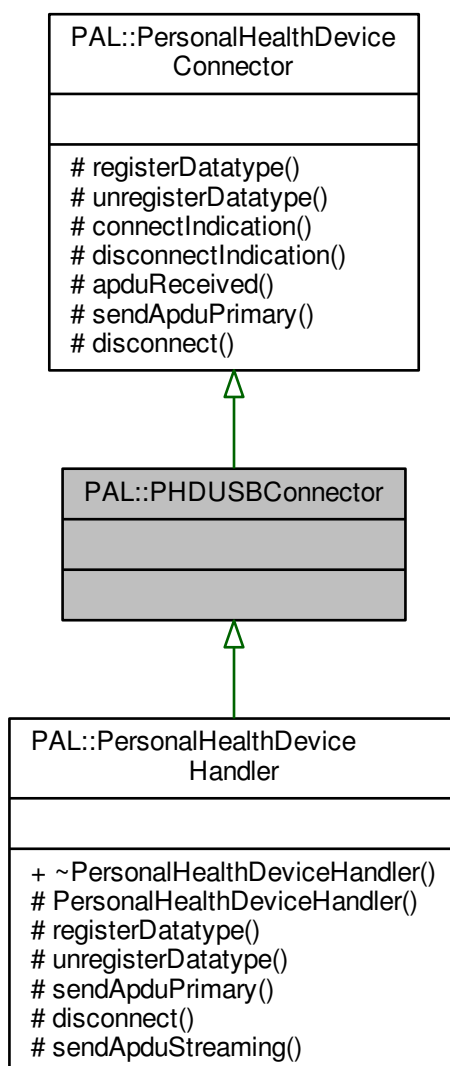 PAL::PersonalHealthDevice
Connector
# registerDatatype()
# unregisterDatatype()
# connectIndication()
# disconnectIndication()
# apduReceived()
# sendApduPrimary()
# disconnect()
PAL::PHDUSBConnector
PAL::PersonalHealthDevice
Handler
+ ~PersonalHealthDeviceHandler()
# PersonalHealthDeviceHandler()
# registerDatatype()
# unregisterDatatype()
# sendApduPrimary()
# disconnect()
# sendApduStreaming()